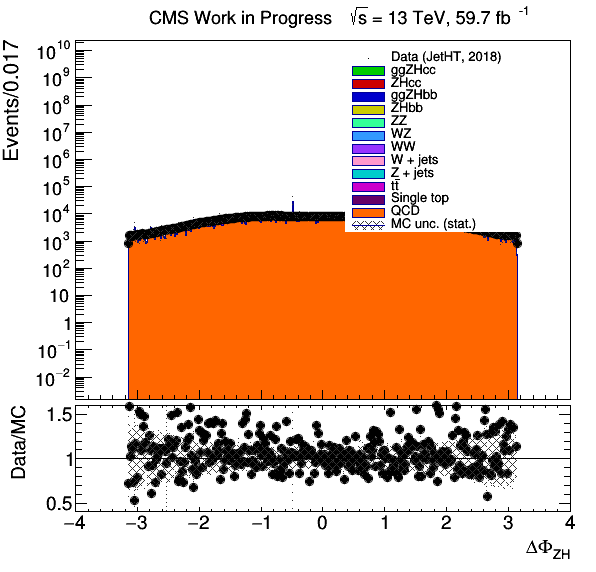 CMS Work in Progress √s = 13 TeV, 59.7 fb⁻¹
Events/0.017
10¹⁰
10⁹
10⁸
10⁷
10⁶
10⁵
10⁴
10³
10²
10
1
10⁻¹
10⁻²
Data (JetHT, 2018)
ggZHcc
ZHcc
ggZHbb
ZHbb
ZZ
WZ
WW
W + jets
Z + jets
tt̄
Single top
QCD
MC unc. (stat.)
Data/MC
1.5
1
0.5
−4 −3 −2 −1 0 1 2 3 4
ΔΦ_ZH